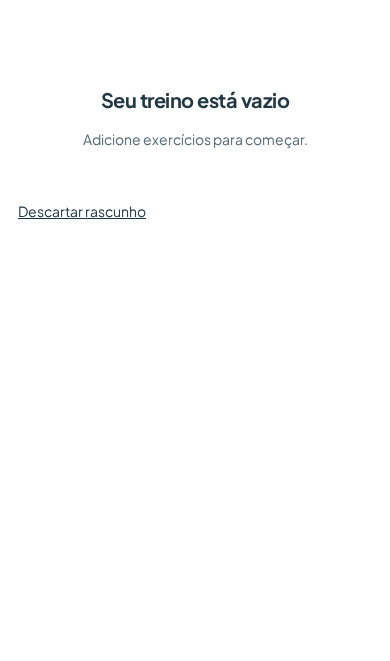 Seu treino está vazio
Adicione exercícios para começar.
Descartar rascunho